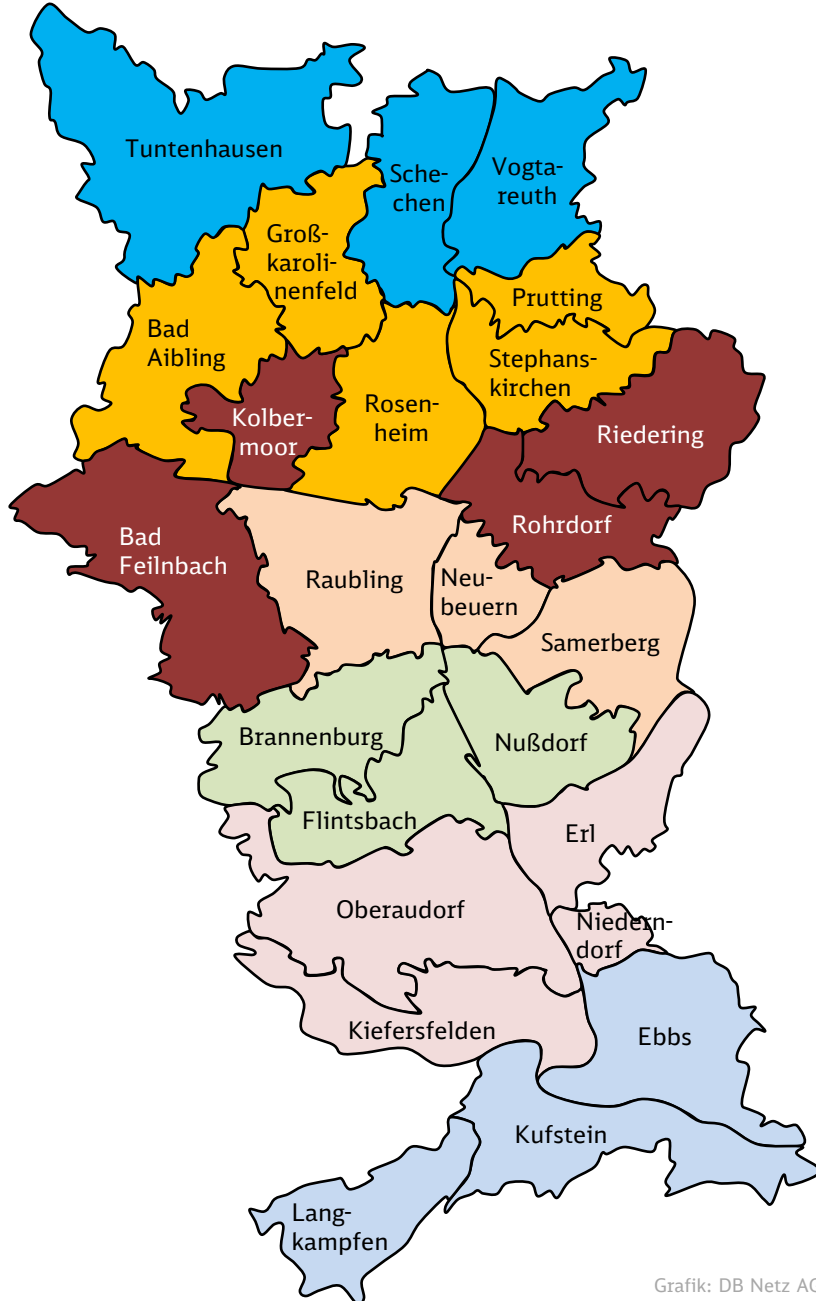 Tuntenhausen
Sche-
chen
Vogta-
reuth
Groß-
karoli-
nenfeld
Prutting
Bad
Aibling
Stephans-
kirchen
Kolber-
moor
Rosen-
heim
Riedering
Rohrdorf
Bad
Feilnbach
Raubling
Neu-
beuern
Samerberg
Brannenburg
Nußdorf
Flintsbach
Erl
Oberaudorf
Niedern-
dorf
Kiefersfelden
Ebbs
Kufstein
Lang-
kampfen
Grafik: DB Netz AG